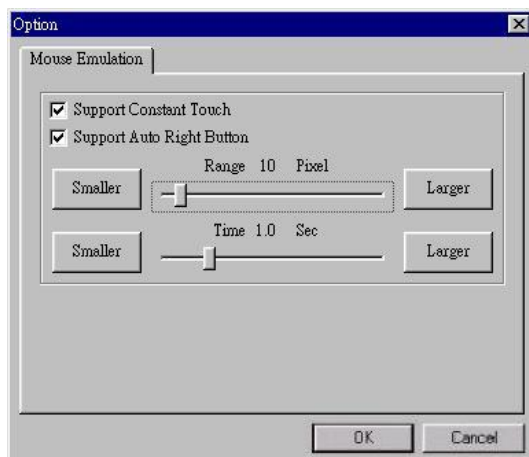 Option
Mouse Emulation
Support Constant Touch
Support Auto Right Button
Range 10 Pixel
Smaller
Larger
Time 1.0 Sec
Smaller
Larger
OK
Cancel